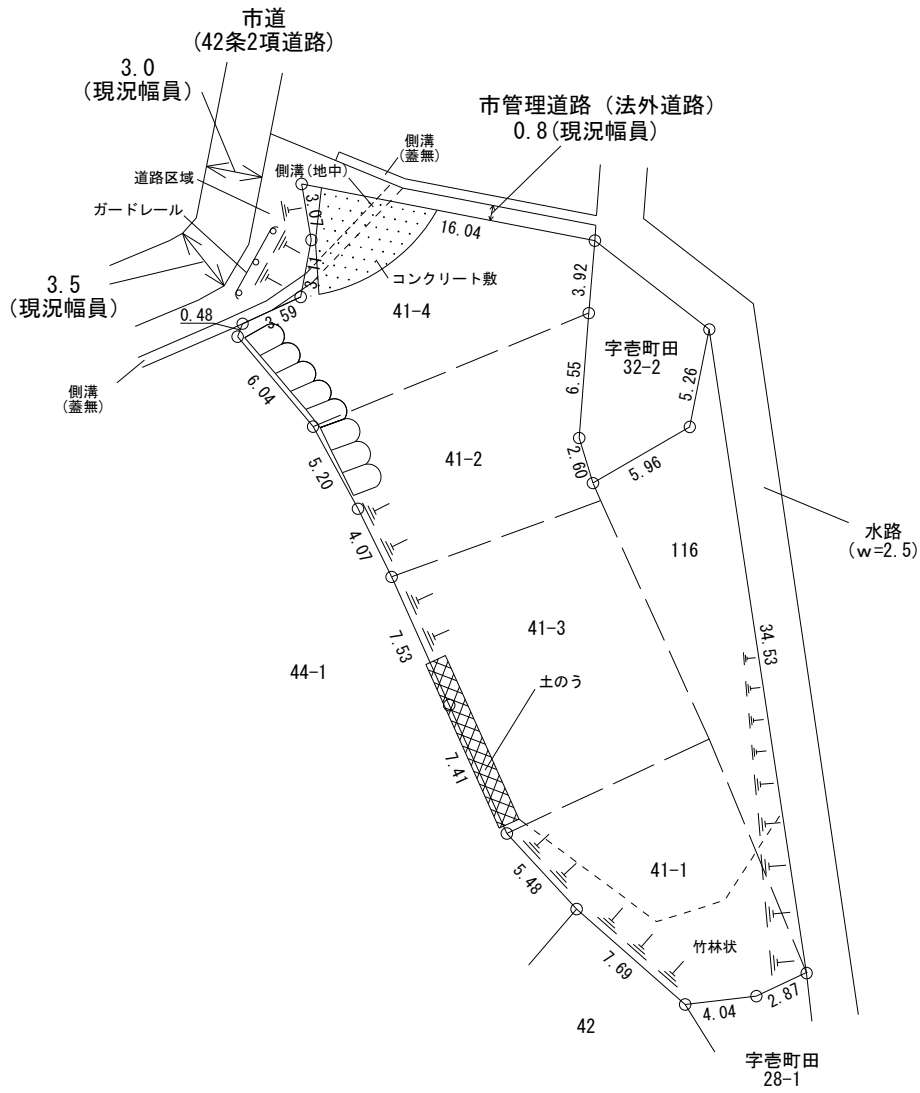 市道
(42条2項道路)
3.0
(現況幅員)
市管理道路（法外道路）
0.8(現況幅員)
側溝
(蓋無)
側溝(地中)
道路区域
ガードレール
3.07
16.04
3.5
(現況幅員)
3.17
コンクリート敷
3.92
0.48
3.59
41-4
字壱町田
32-2
側溝
(蓋無)
6.04
6.55
5.26
5.20
41-2
2.60
5.96
水路
(w=2.5)
4.07
116
41-3
7.53
34.53
44-1
土のう
7.41
41-1
5.48
竹林状
7.69
4.04
2.87
42
字壱町田
28-1